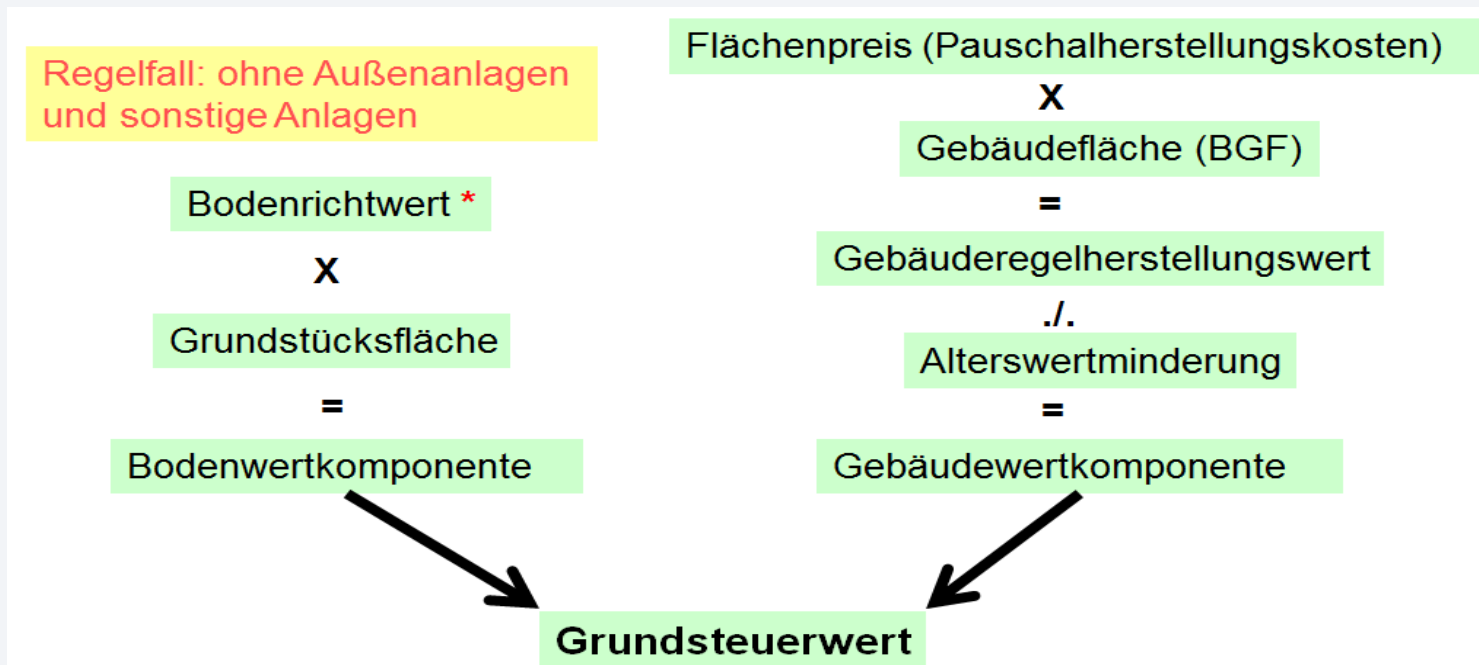 Regelfall: ohne Außenanlagen
und sonstige Anlagen
Bodenrichtwert *
X
Grundstücksfläche
=
Bodenwertkomponente
Flächenpreis (Pauschalherstellungskosten)
X
Gebäudefläche (BGF)
=
Gebäuderegelherstellungswert
./.
Alterswertminderung
=
Gebäudewertkomponente
Grundsteuerwert